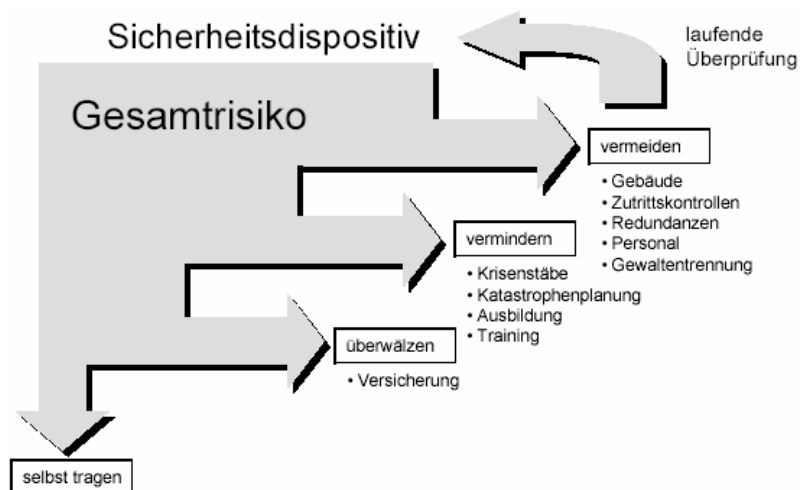 Sicherheitsdispositiv
laufende
Überprüfung
Gesamtrisiko
vermeiden
• Gebäude
• Zutrittskontrollen
• Redundanzen
• Personal
• Gewaltentrennung
vermindern
• Krisenstäbe
• Katastrophenplanung
• Ausbildung
• Training
überwälzen
• Versicherung
selbst tragen